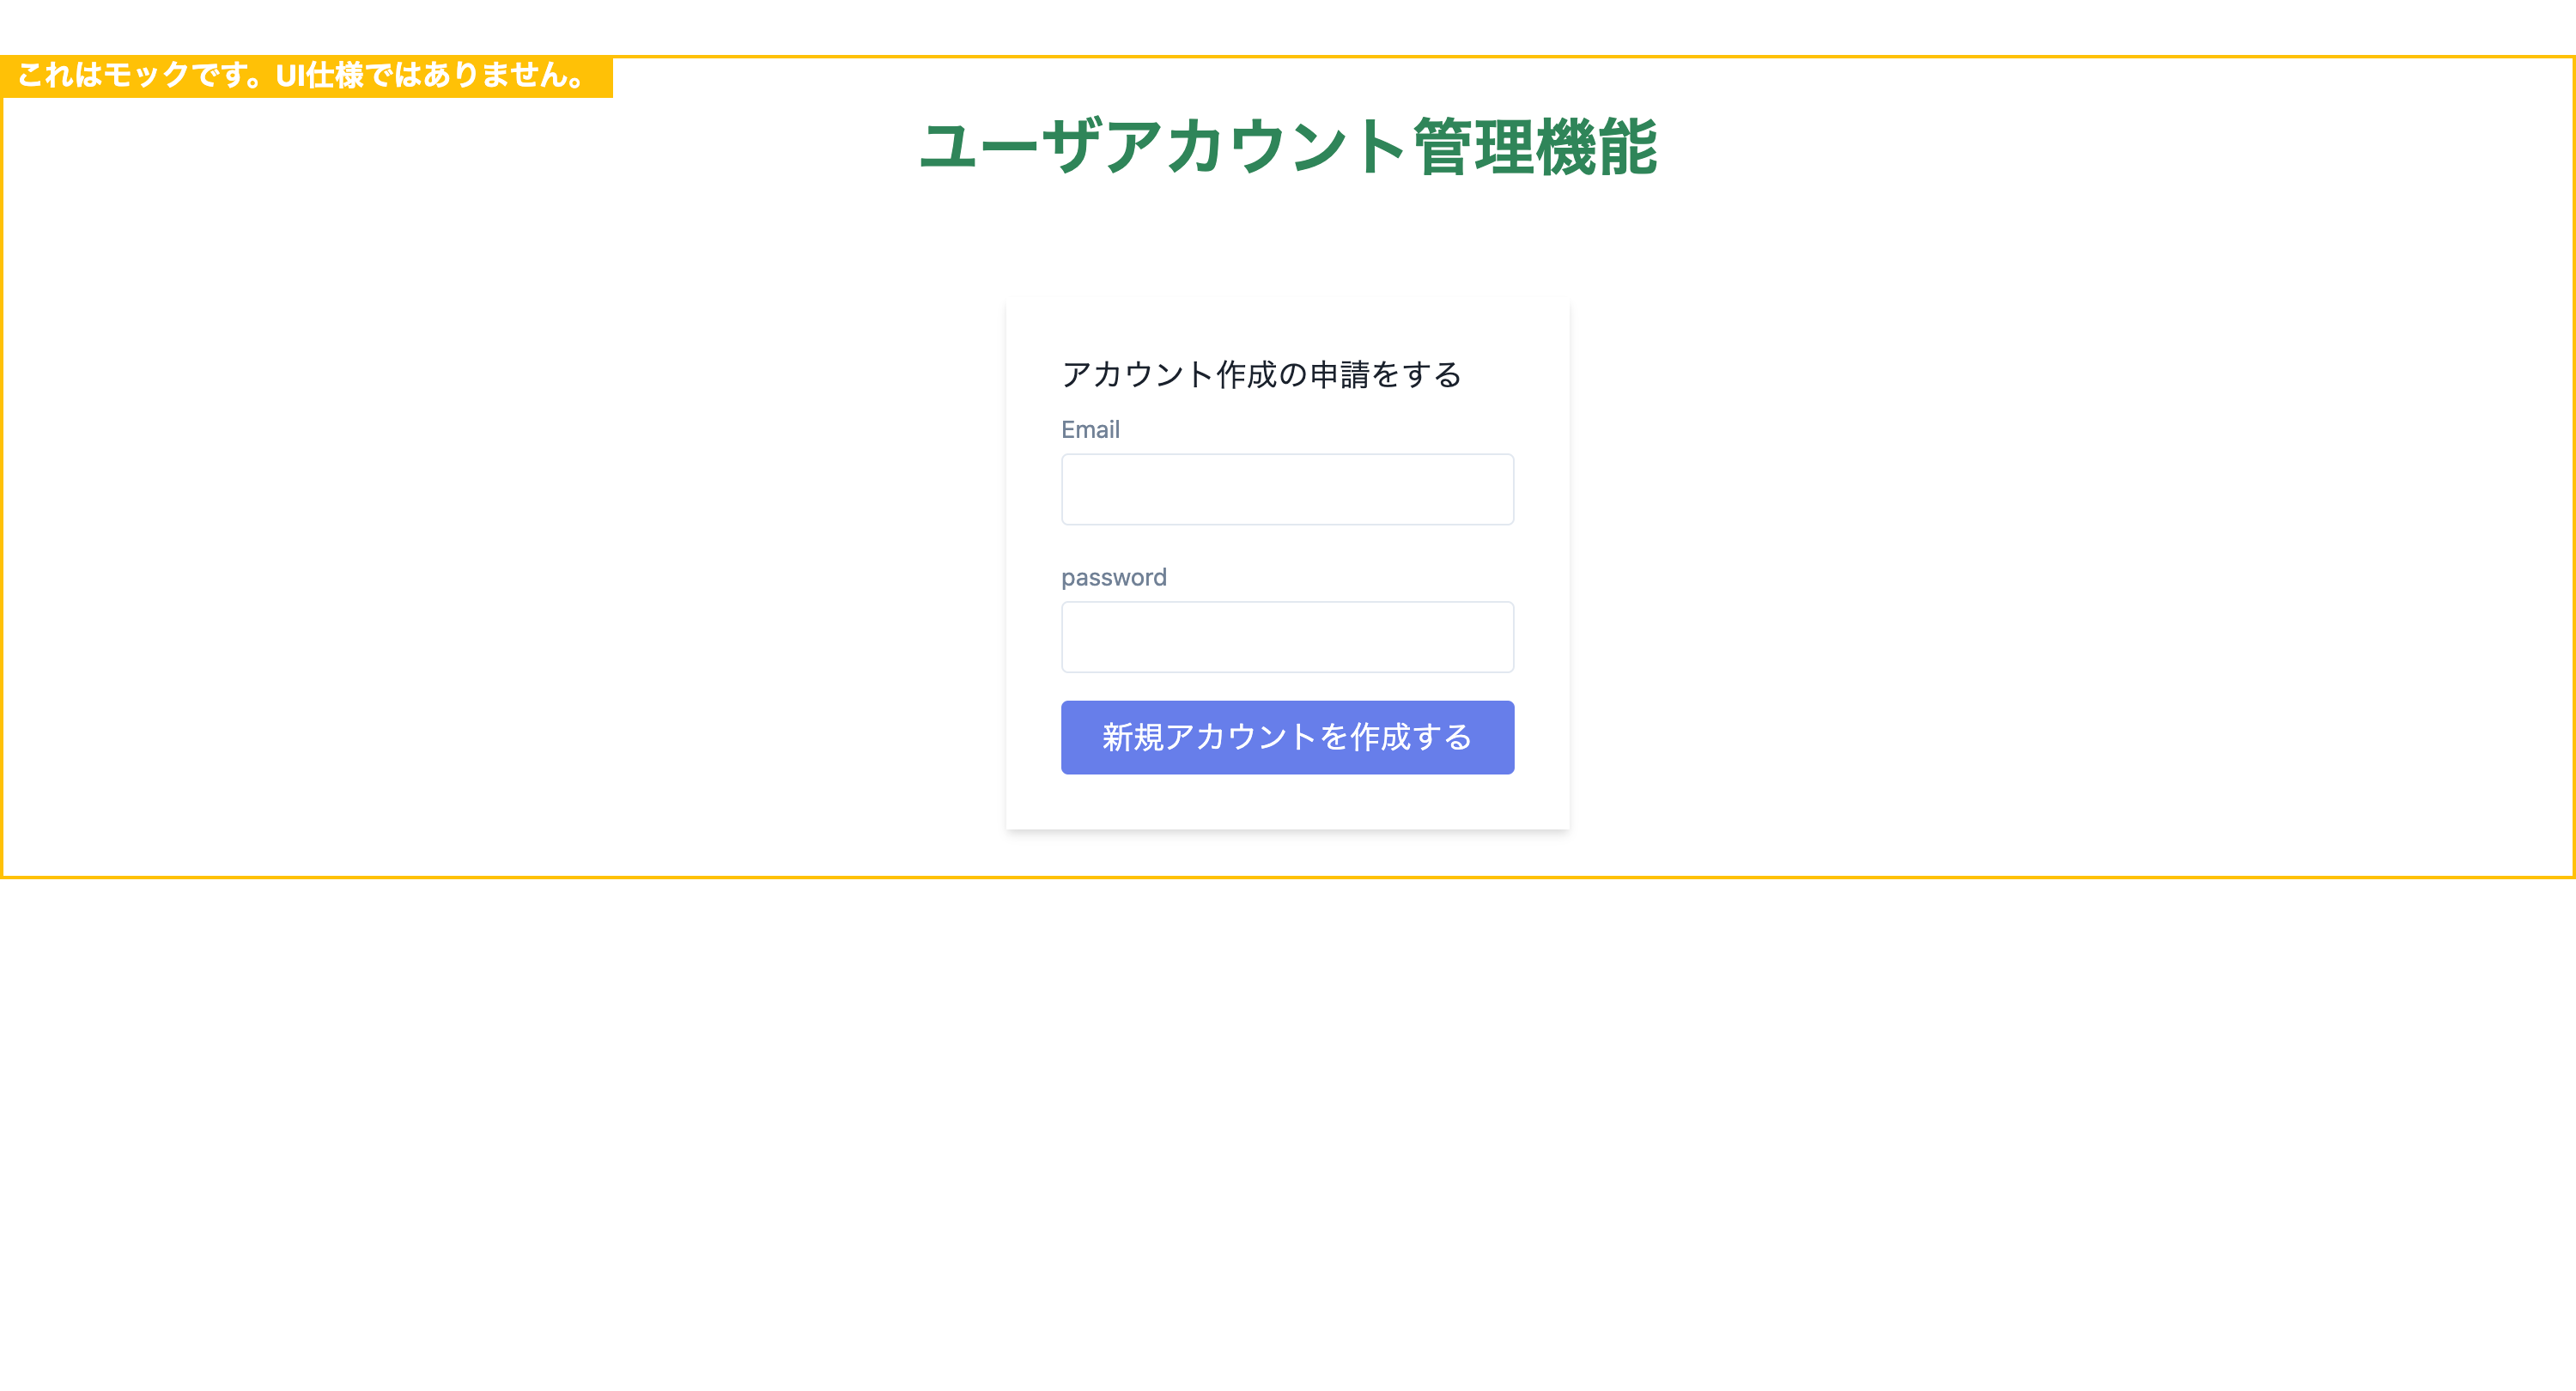 これはモックです。UI仕様ではありません。
ユーザアカウント管理機能
アカウント作成の申請をする
Email
password
新規アカウントを作成する